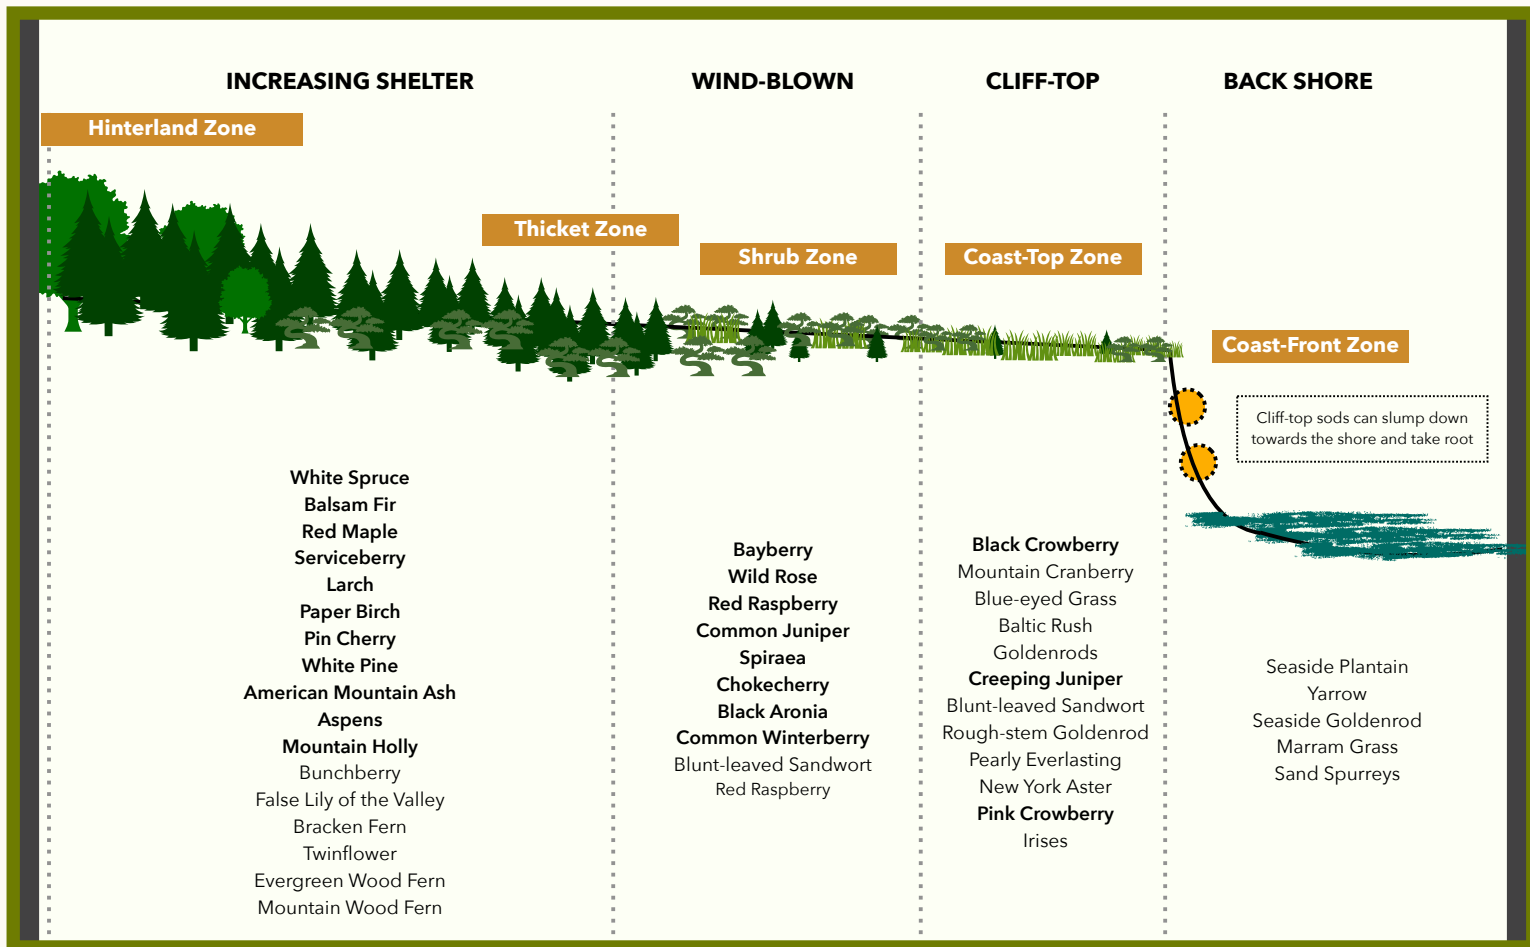 INCREASING SHELTER
WIND-BLOWN
CLIFF-TOP
BACK SHORE
Hinterland Zone
Thicket Zone
Shrub Zone
Coast-Top Zone
Coast-Front Zone
Cliff-top sods can slump down
towards the shore and take root
White Spruce
Balsam Fir
Red Maple
Serviceberry
Larch
Paper Birch
Pin Cherry
White Pine
American Mountain Ash
Aspens
Mountain Holly
Bunchberry
False Lily of the Valley
Bracken Fern
Twinflower
Evergreen Wood Fern
Mountain Wood Fern
Bayberry
Wild Rose
Red Raspberry
Common Juniper
Spiraea
Chokecherry
Black Aronia
Common Winterberry
Blunt-leaved Sandwort
Red Raspberry
Black Crowberry
Mountain Cranberry
Blue-eyed Grass
Baltic Rush
Goldenrods
Creeping Juniper
Blunt-leaved Sandwort
Rough-stem Goldenrod
Pearly Everlasting
New York Aster
Pink Crowberry
Irises
Seaside Plantain
Yarrow
Seaside Goldenrod
Marram Grass
Sand Spurreys